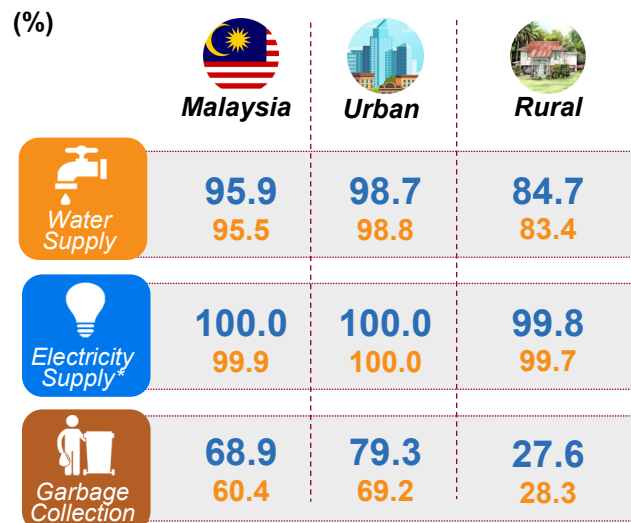 (%)
Malaysia Urban Rural
Water
Supply
95.9 98.7 84.7
95.5 98.8 83.4
Electricity
Supply*
100.0 100.0 99.8
99.9 100.0 99.7
Garbage
Collection
68.9 79.3 27.6
60.4 69.2 28.3